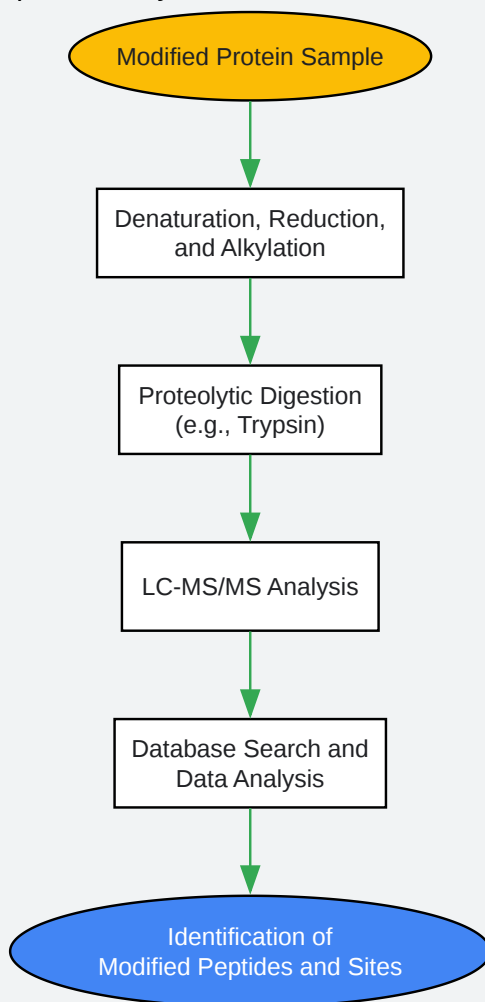 Modified Protein Sample
Denaturation, Reduction,
and Alkylation
Proteolytic Digestion
(e.g., Trypsin)
LC-MS/MS Analysis
Database Search and
Data Analysis
Identification of
Modified Peptides and Sites